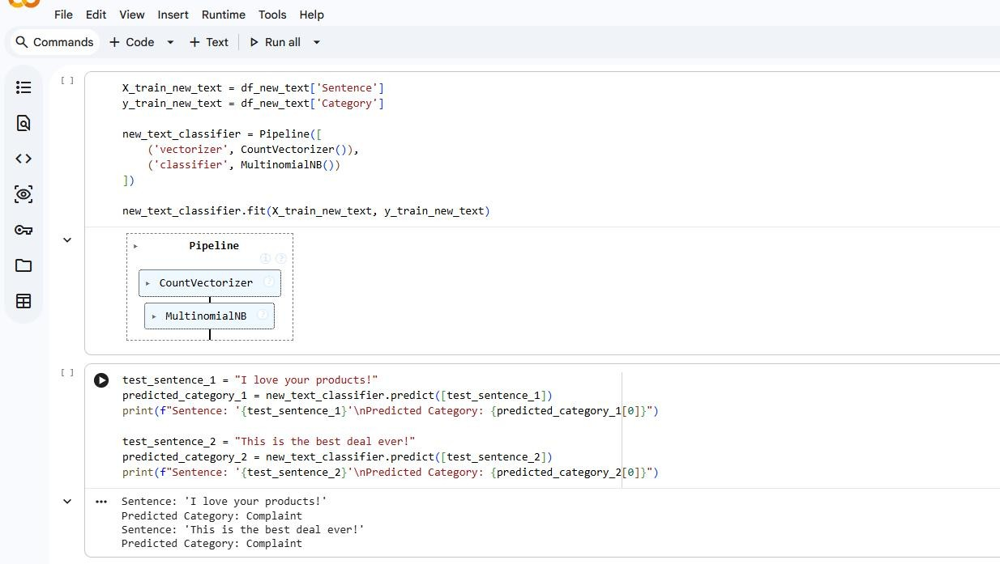 File Edit View Insert Runtime Tools Help
Commands + Code + Text Run all
[ ]
X_train_new_text = df_new_text['Sentence']
y_train_new_text = df_new_text['Category']
new_text_classifier = Pipeline([
    ('vectorizer', CountVectorizer()),
    ('classifier', MultinomialNB())
])
new_text_classifier.fit(X_train_new_text, y_train_new_text)
Pipeline
i ?
CountVectorizer ?
MultinomialNB ?
[ ]
test_sentence_1 = "I love your products!"
predicted_category_1 = new_text_classifier.predict([test_sentence_1])
print(f"Sentence: '{test_sentence_1}'\nPredicted Category: {predicted_category_1[0]}")
test_sentence_2 = "This is the best deal ever!"
predicted_category_2 = new_text_classifier.predict([test_sentence_2])
print(f"Sentence: '{test_sentence_2}'\nPredicted Category: {predicted_category_2[0]}")
... Sentence: 'I love your products!'
Predicted Category: Complaint
Sentence: 'This is the best deal ever!'
Predicted Category: Complaint